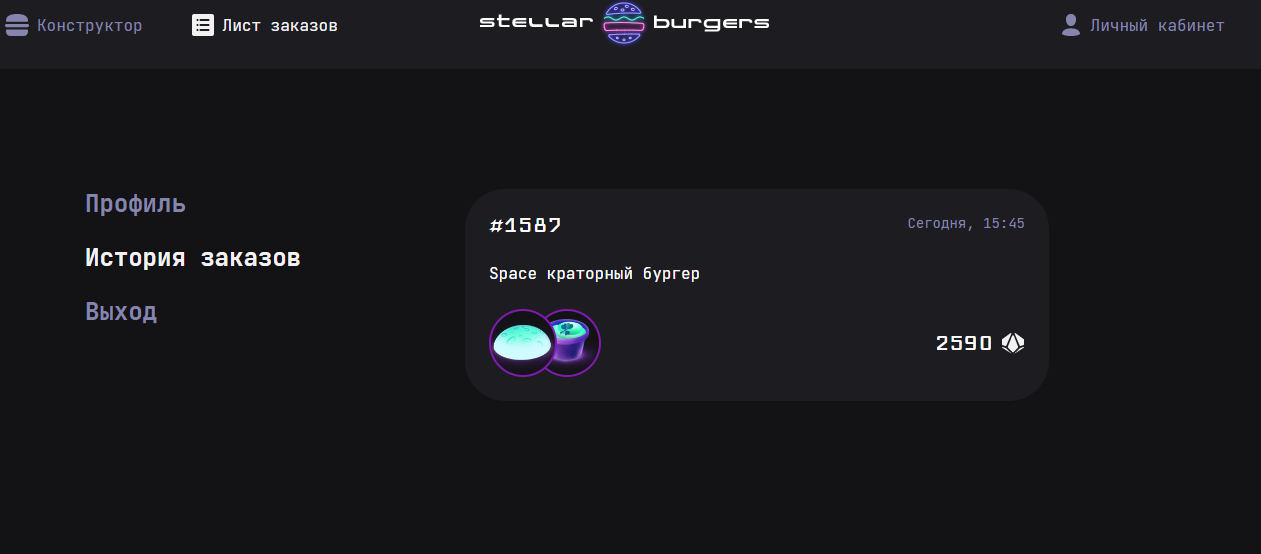 Конструктор
Лист заказов
stellar burgers
Личный кабинет
Профиль
История заказов
Выход
#1587
Сегодня, 15:45
Space краторный бургер
2590